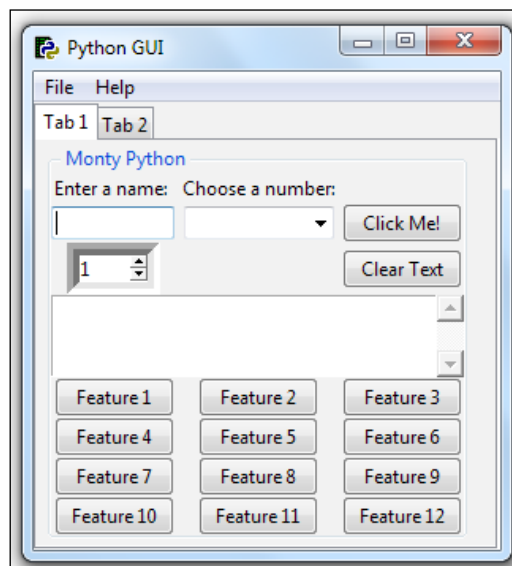 Python GUI
File Help
Tab 1 Tab 2
Monty Python
Enter a name: Choose a number:
Click Me!
1 Clear Text
Feature 1 Feature 2 Feature 3
Feature 4 Feature 5 Feature 6
Feature 7 Feature 8 Feature 9
Feature 10 Feature 11 Feature 12